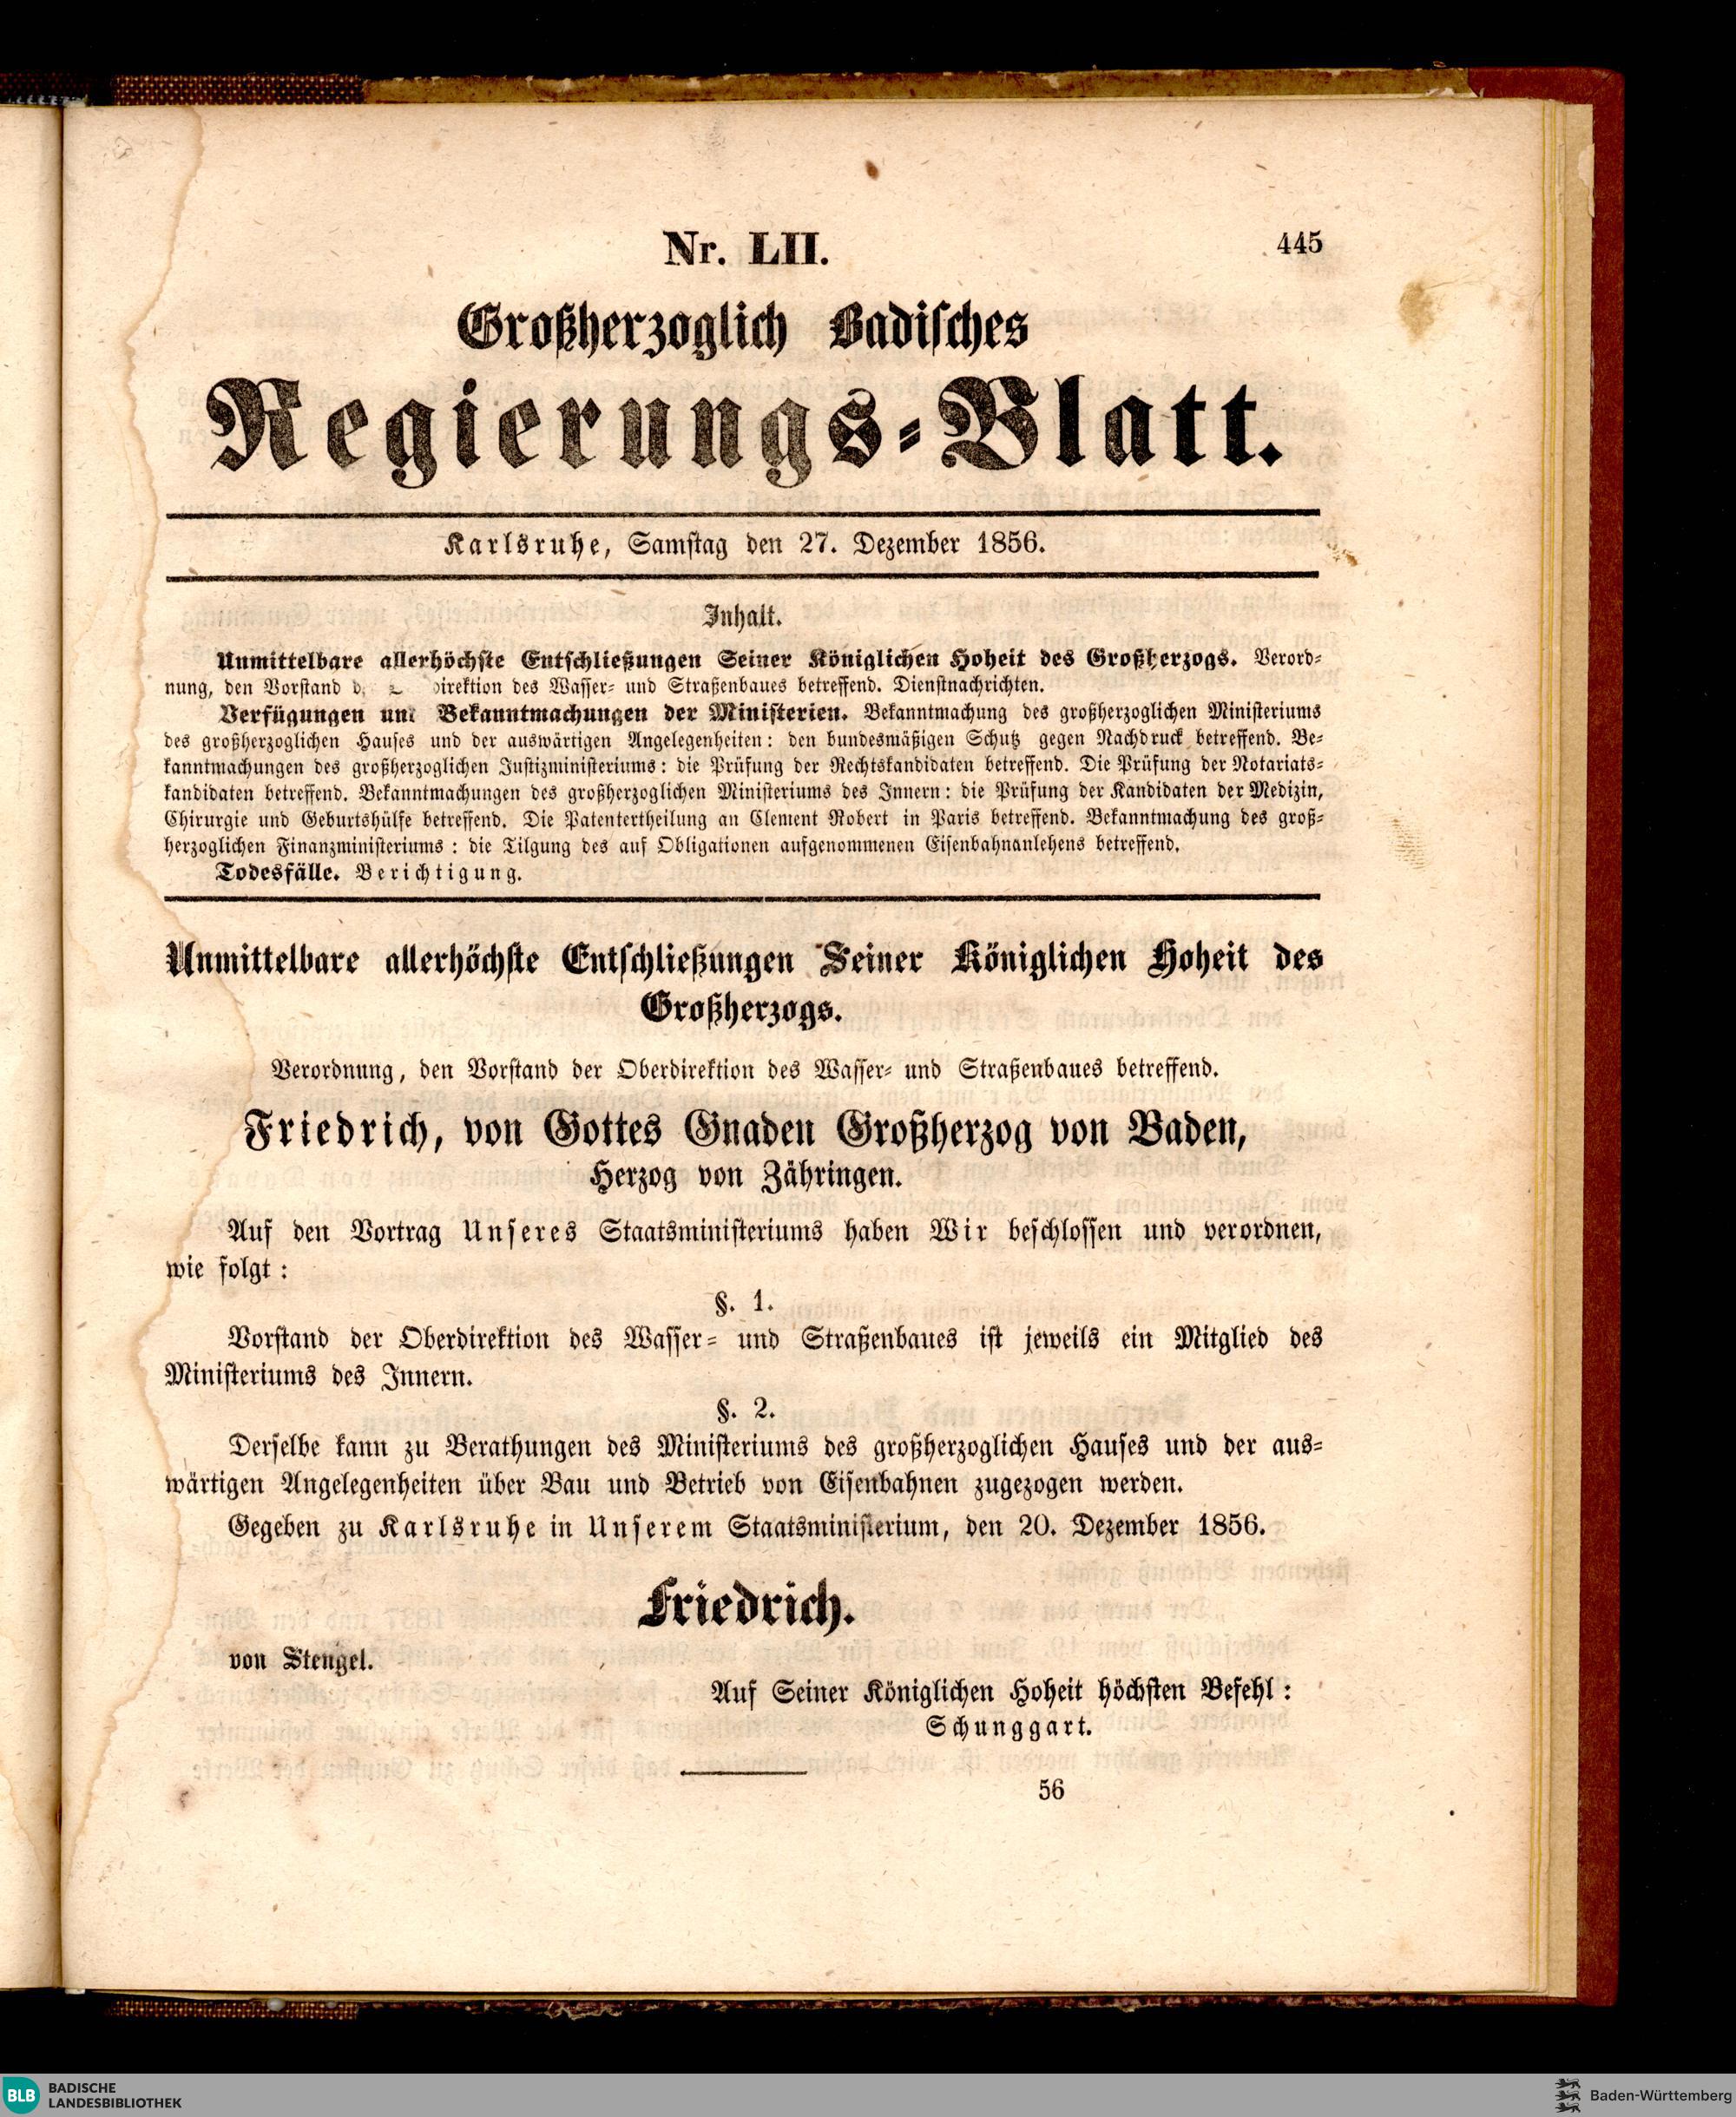 Nr. LII.
445
Großherzoglich Badisches
Regierungs-Blatt.
Karlsruhe, Samstag den 27. Dezember 1856.
Inhalt.
Unmittelbare allerhöchste Entschließungen Seiner Königlichen Hoheit des Großherzogs. Verord-
nung, den Vorstand des Wasser- und Straßenbaues betreffend. Dienstnachrichten.
Verfügungen und Bekanntmachungen der Ministerien. Bekanntmachung des großherzoglichen Ministeriums
des großherzoglichen Hauses und der auswärtigen Angelegenheiten: den bundesmäßigen Schutz gegen Nachdruck betreffend. Be-
kanntmachungen des großherzoglichen Justizministeriums: die Prüfung der Rechtskandidaten betreffend. Die Prüfung der Notariats-
kandidaten betreffend. Bekanntmachungen des großherzoglichen Ministeriums des Innern: die Prüfung der Kandidaten der Medizin,
Chirurgie und Geburtshülfe betreffend. Die Patentertheilung an Clement Robert in Paris betreffend. Bekanntmachung des groß-
herzoglichen Finanzministeriums: die Tilgung des auf Obligationen aufgenommenen Eisenbahnanlehens betreffend.
Todesfälle. Berichtigung.
Unmittelbare allerhöchste Entschließungen Seiner Königlichen Hoheit des
Großherzogs.
Verordnung, den Vorstand der Oberdirektion des Wasser- und Straßenbaues betreffend.
Friedrich, von Gottes Gnaden Großherzog von Baden,
Herzog von Zähringen.
Auf den Vortrag Unseres Staatsministeriums haben Wir beschlossen und verordnen,
wie folgt:
§. 1.
Vorstand der Oberdirektion des Wasser- und Straßenbaues ist jeweils ein Mitglied des
Ministeriums des Innern.
§. 2.
Derselbe kann zu Berathungen des Ministeriums des großherzoglichen Hauses und der aus-
wärtigen Angelegenheiten über Bau und Betrieb von Eisenbahnen zugezogen werden.
Gegeben zu Karlsruhe in Unserem Staatsministerium, den 20. Dezember 1856.
Friedrich.
von Stengel.
Auf Seiner Königlichen Hoheit höchsten Befehl:
Schunggart.
56
BLB BADISCHE
LANDESBIBLIOTHEK
Baden-Württemberg